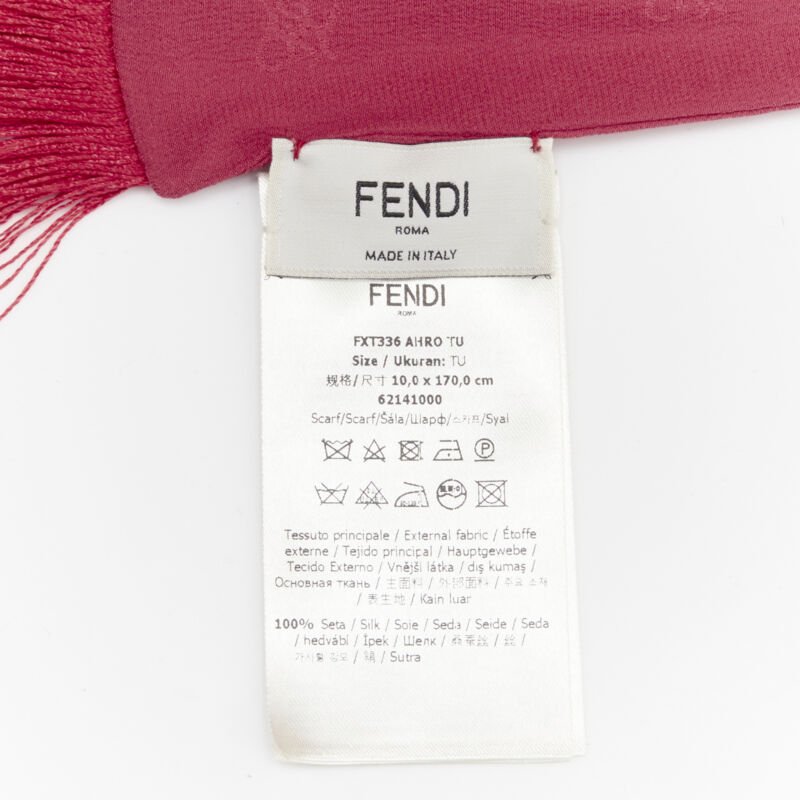 FENDI
ROMA
MADE IN ITALY
FENDI
ROMA
FXT336 AHRO TU
Size / Ukuran: TU
规格/尺寸 10,0 x 170,0 cm
62141000
Scarf/Scarf/Šála/Шарф/스카프/Syal
P
Tessuto principale / External fabric / Étoffe
externe / Tejido principal / Hauptgewebe /
Tecido Externo / Vnější látka / dış kumaş /
Основная ткань / 主面料 / 外部面料 / 주요 소재
/ 表生地 / Kain luar
100% Seta / Silk / Soie / Seda / Seide / Seda
/ hedvábí / İpek / Шелк / 桑蚕丝 / 絵 /
/ 絹 / Sutra